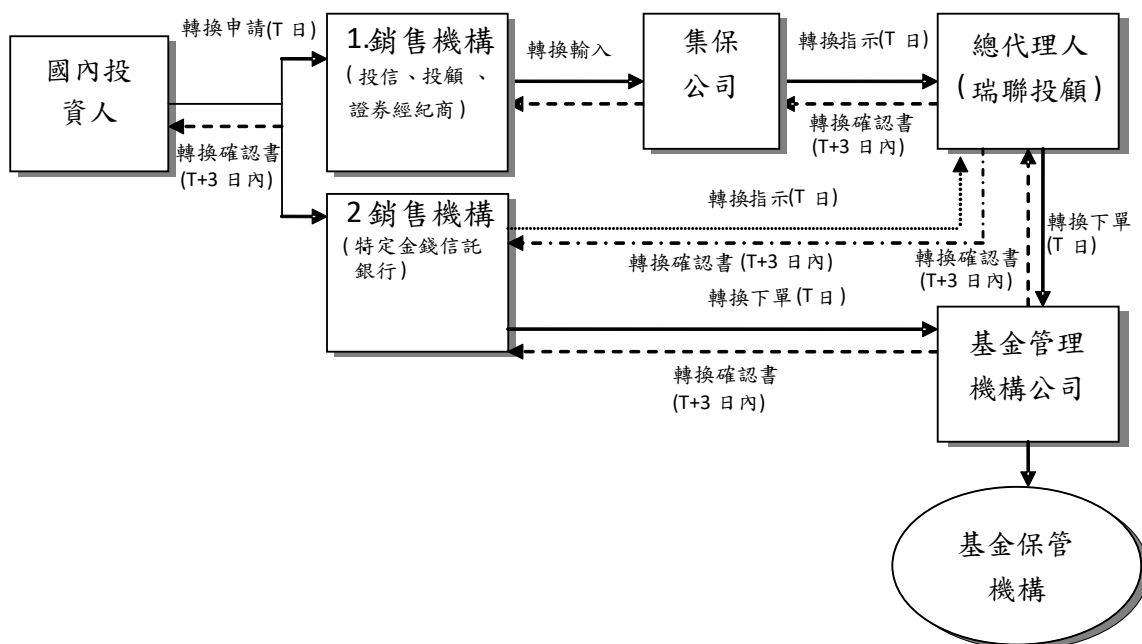 國內投
資人
轉換申請(T 日)
轉換確認書
(T+3 日內)
1.銷售機構
(投信、投顧、
證券經紀商)
轉換輸入
集保
公司
轉換指示(T 日)
轉換確認書
(T+3 日內)
總代理人
(瑞聯投顧)
2 銷售機構
(特定金錢信託
銀行)
轉換指示(T 日)
轉換確認書 (T+3 日內)
轉換下單(T 日)
轉換確認書
(T+3 日內)
轉換確認書
(T+3 日內)
轉換下單
(T 日)
基金管理
機構公司
基金保管
機構